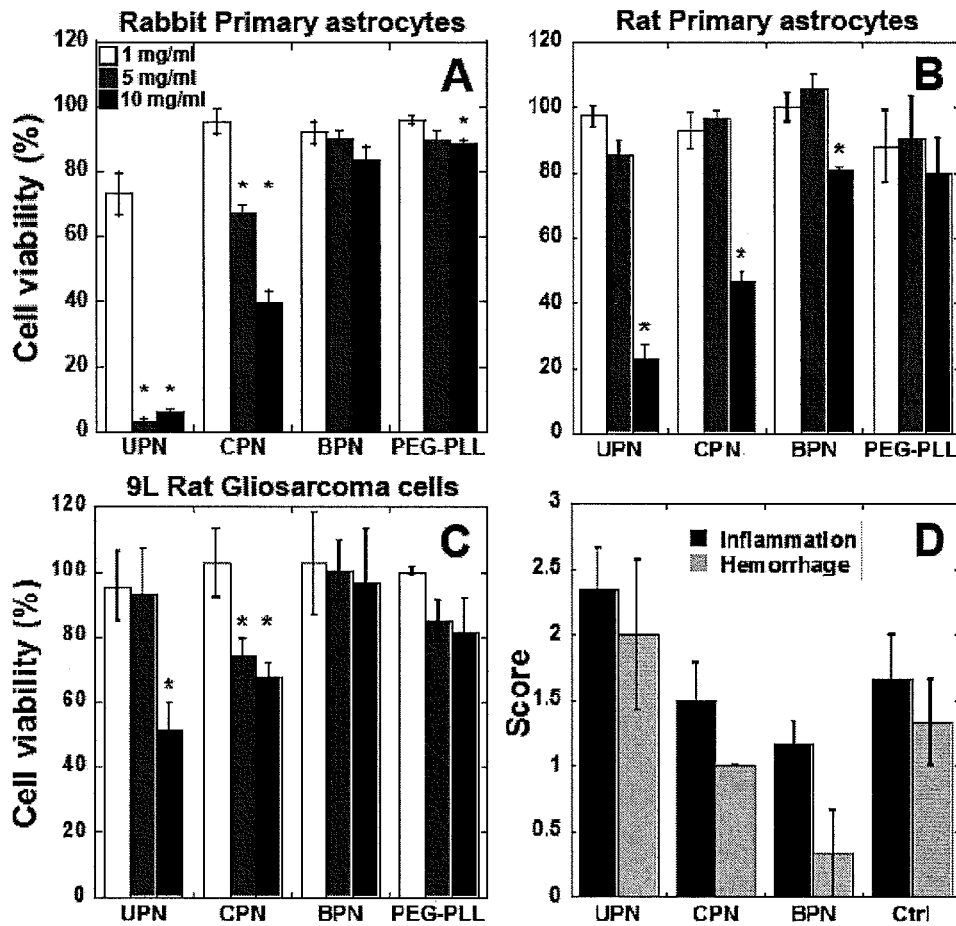 Rabbit Primary astrocytes
120
100
80
60
40
20
0
Cell viability (%)
1 mg/ml
5 mg/ml
10 mg/ml
A
*
*
*
*
*
UPN CPN BPN PEG-PLL
Rat Primary astrocytes
120
100
80
60
40
20
0
B
*
*
*
UPN CPN BPN PEG-PLL
9L Rat Gliosarcoma cells
120
100
80
60
40
20
0
Cell viability (%)
C
*
*
*
UPN CPN BPN PEG-PLL
3
2.5
2
1.5
1
0.5
0
Score
Inflammation
Hemorrhage
D
UPN CPN BPN Ctrl